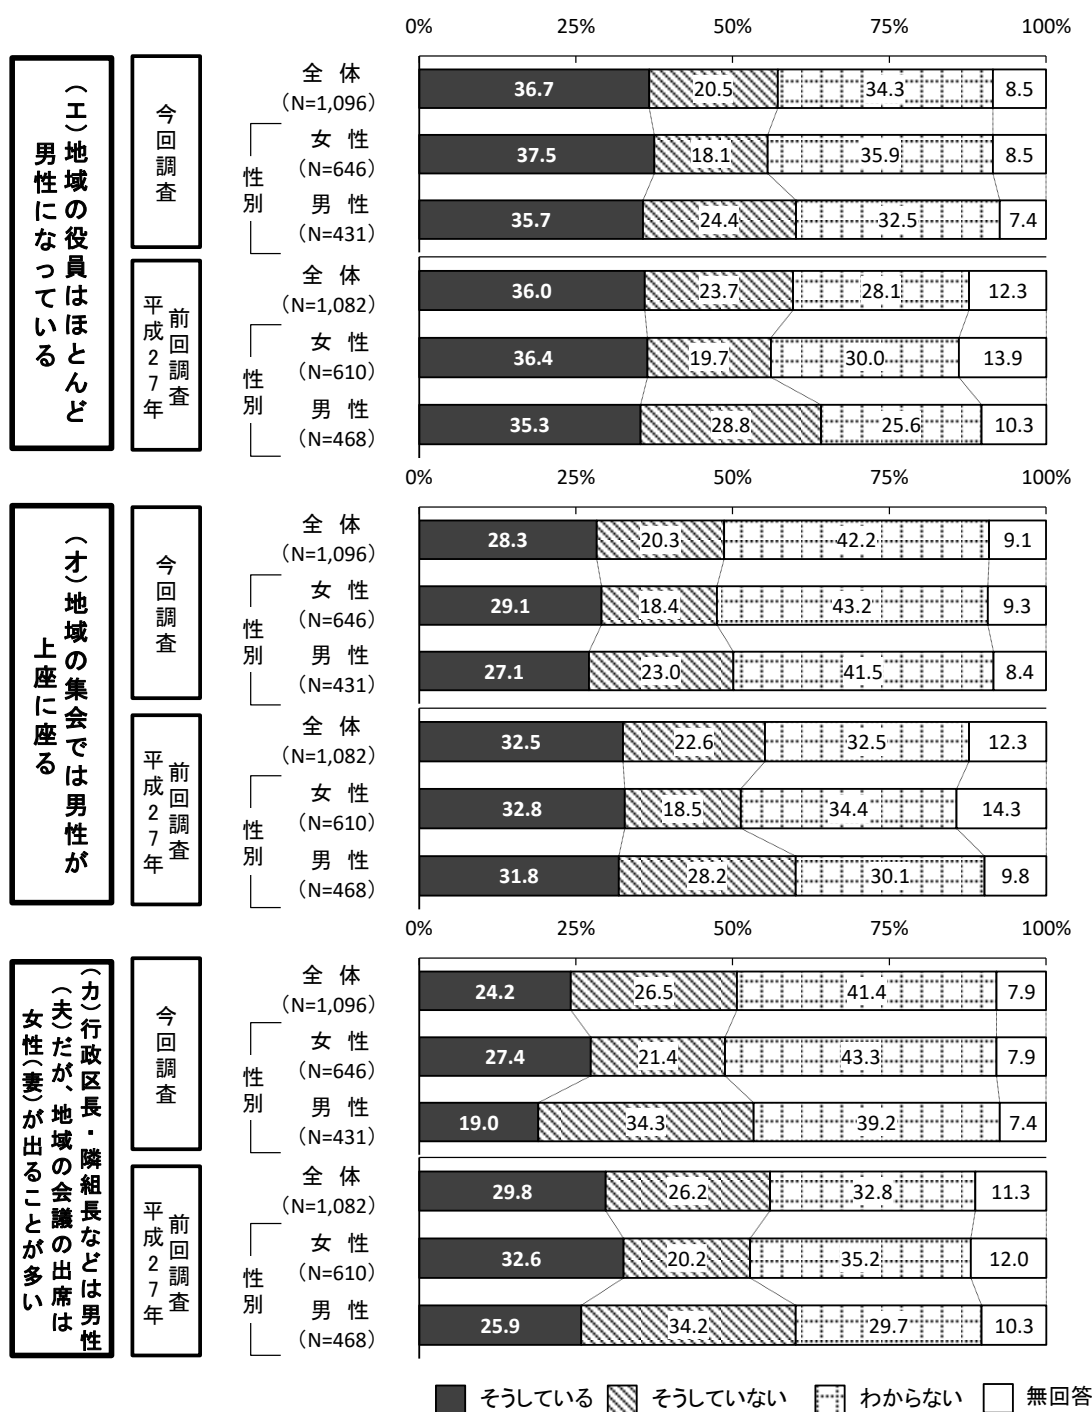 0% 25% 50% 75% 100%
（エ）地域の役員はほとんど
男性になっている
今回調査
全 体
（N=1,096）
36.7 20.5 34.3 8.5
性別
女 性
（N=646）
37.5 18.1 35.9 8.5
男 性
（N=431）
35.7 24.4 32.5 7.4
前回調査
平成27年
全 体
（N=1,082）
36.0 23.7 28.1 12.3
性別
女 性
（N=610）
36.4 19.7 30.0 13.9
男 性
（N=468）
35.3 28.8 25.6 10.3
0% 25% 50% 75% 100%
（オ）地域の集会では男性が
上座に座る
今回調査
全 体
（N=1,096）
28.3 20.3 42.2 9.1
性別
女 性
（N=646）
29.1 18.4 43.2 9.3
男 性
（N=431）
27.1 23.0 41.5 8.4
前回調査
平成27年
全 体
（N=1,082）
32.5 22.6 32.5 12.3
性別
女 性
（N=610）
32.8 18.5 34.4 14.3
男 性
（N=468）
31.8 28.2 30.1 9.8
0% 25% 50% 75% 100%
（カ）行政区長・隣組長などは男性
（夫）だが、地域の会議の出席は
女性（妻）が出ることが多い
今回調査
全 体
（N=1,096）
24.2 26.5 41.4 7.9
性別
女 性
（N=646）
27.4 21.4 43.3 7.9
男 性
（N=431）
19.0 34.3 39.2 7.4
前回調査
平成27年
全 体
（N=1,082）
29.8 26.2 32.8 11.3
性別
女 性
（N=610）
32.6 20.2 35.2 12.0
男 性
（N=468）
25.9 34.2 29.7 10.3
そうしている そうしていない わからない 無回答